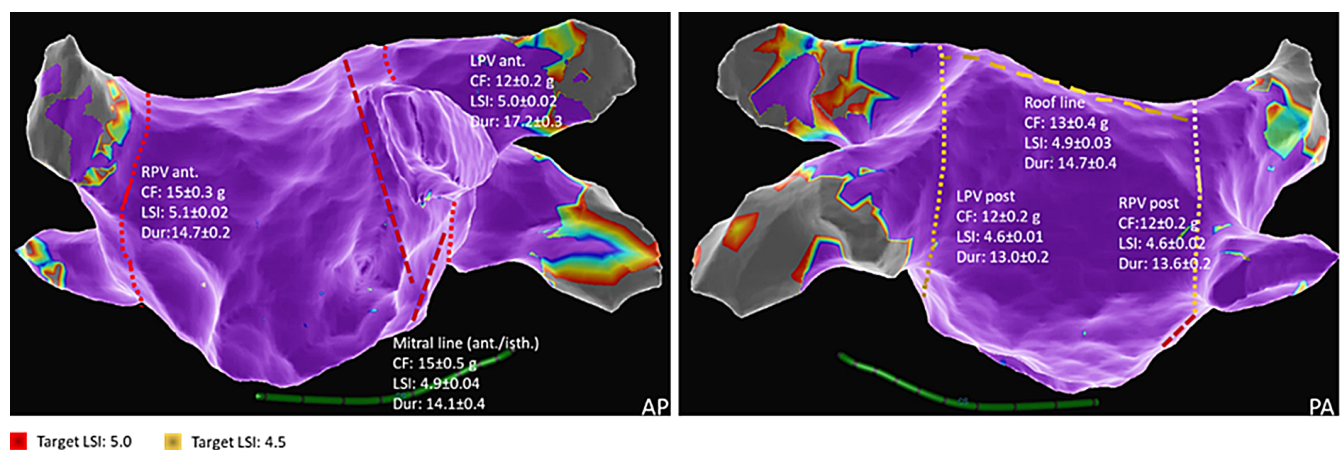 LPV ant.
CF: 12±0.2 g
LSI: 5.0±0.02
Dur: 17.2±0.3
RPV ant.
CF: 15±0.3 g
LSI: 5.1±0.02
Dur:14.7±0.2
Mitral line (ant./isth.)
CF: 15±0.5 g
LSI: 4.9±0.04
Dur: 14.1±0.4
AP
Roof line
CF: 13±0.4 g
LSI: 4.9±0.03
Dur: 14.7±0.4
LPV post
CF: 12±0.2 g
LSI: 4.6±0.01
Dur: 13.0±0.2
RPV post
CF:12±0.2 g
LSI: 4.6±0.02
Dur: 13.6±0.2
CS
PA
Target LSI: 5.0
Target LSI: 4.5